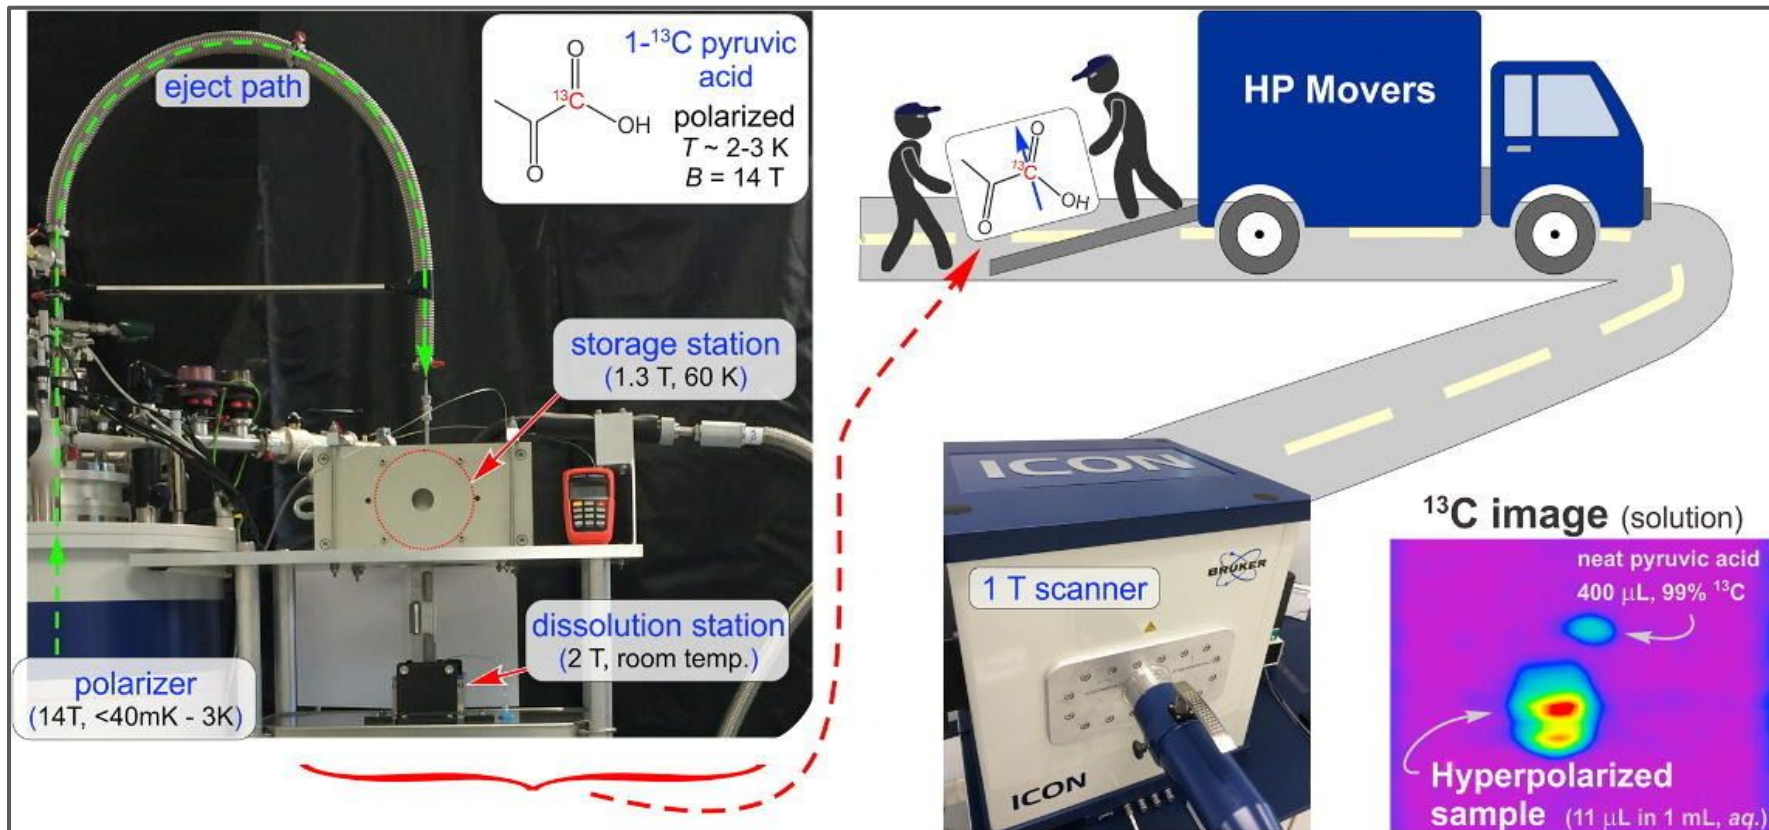 eject path
1-¹³C pyruvic
acid
polarized
T ~ 2-3 K
B = 14 T
O
¹³C
OH
O
storage station
(1.3 T, 60 K)
dissolution station
(2 T, room temp.)
polarizer
(14T, <40mK - 3K)
HP Movers
O
¹³C
OH
O
ICON
BRUKER
1 T scanner
ICON
¹³C image (solution)
neat pyruvic acid
400 µL, 99% ¹³C
Hyperpolarized
sample (11 µL in 1 mL, aq.)